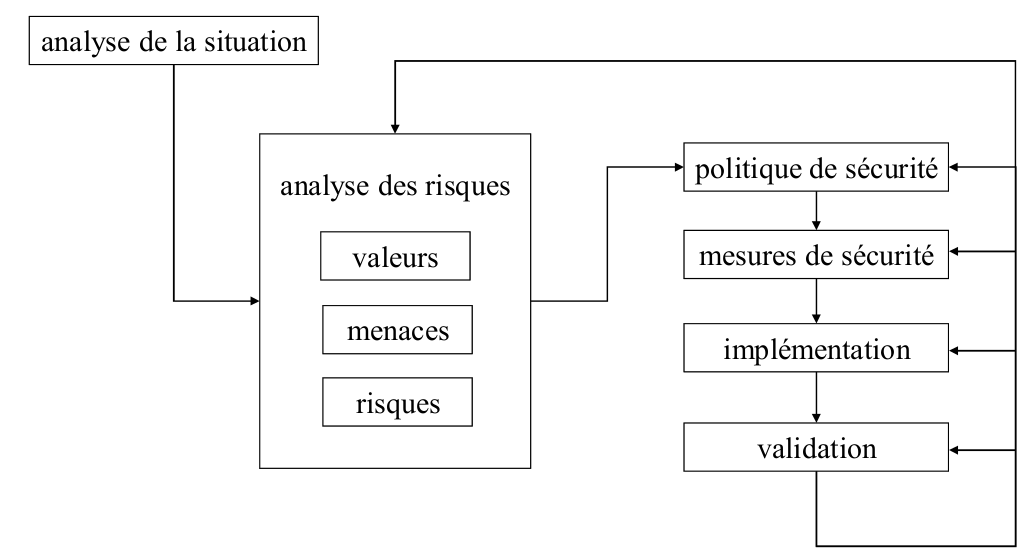 analyse de la situation
analyse des risques
valeurs
menaces
risques
politique de sécurité
mesures de sécurité
implémentation
validation